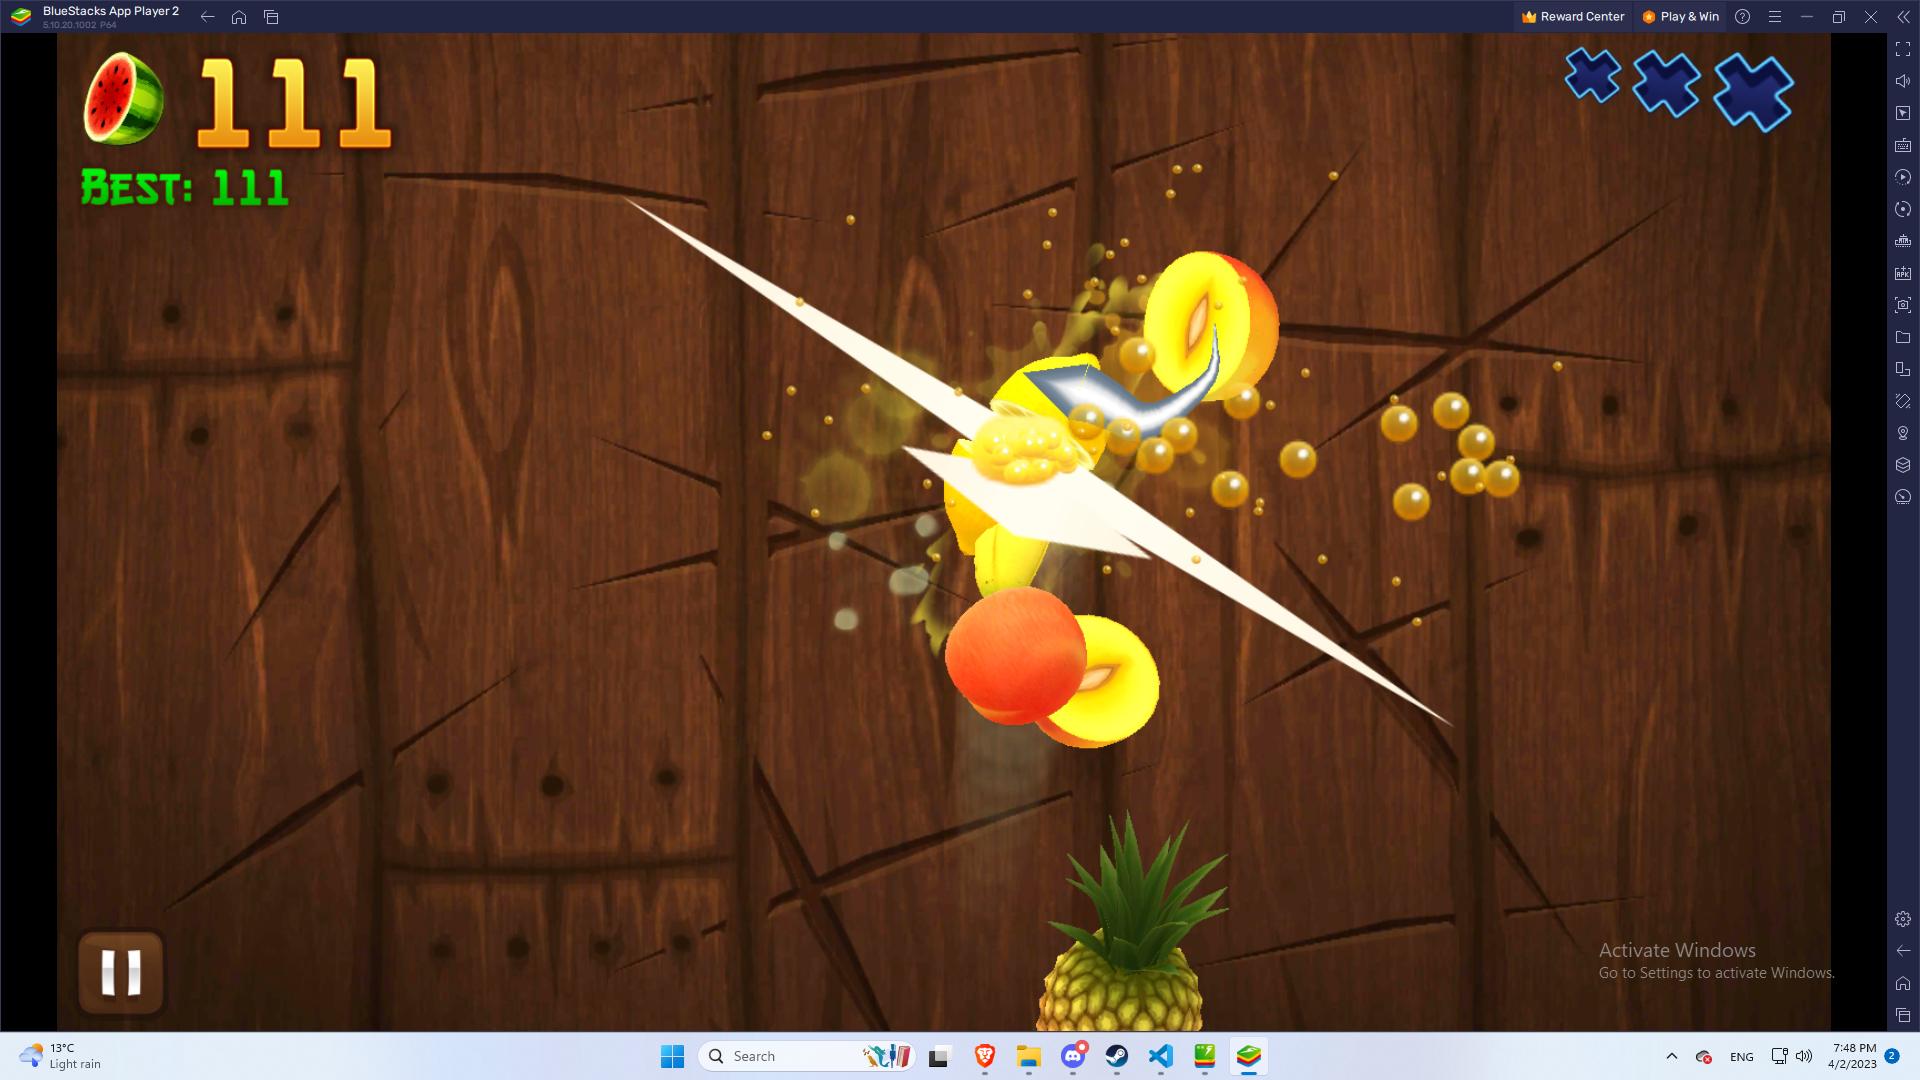 BlueStacks App Player 2
5.10.20.1002 P64
Reward Center
Play & Win
111
BEST: 111
APK
Activate Windows
Go to Settings to activate Windows.
13°C
Light rain
Search
ENG
7:48 PM
4/2/2023
2